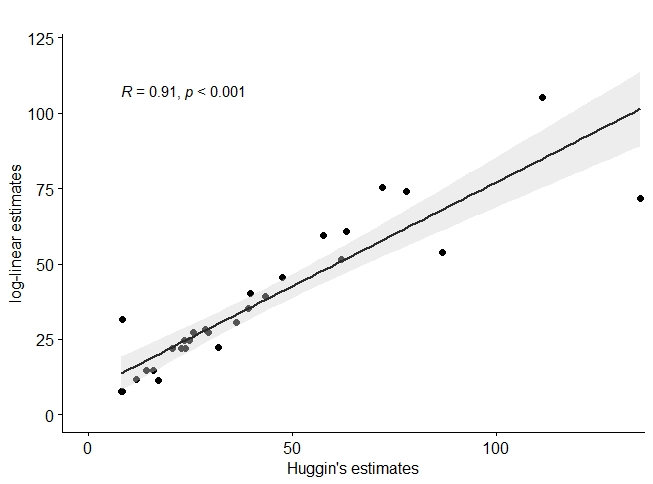 125
R = 0.91, p < 0.001
100
75
50
25
0
log-linear estimates
0 50 100
Huggin's estimates